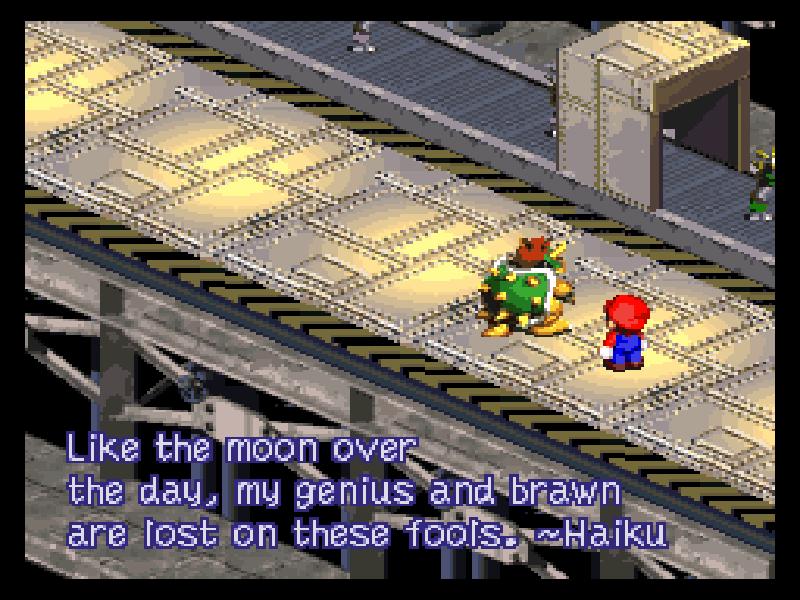 Like the moon over
the day, my genius and brawn
are lost on these fools. ~Haiku